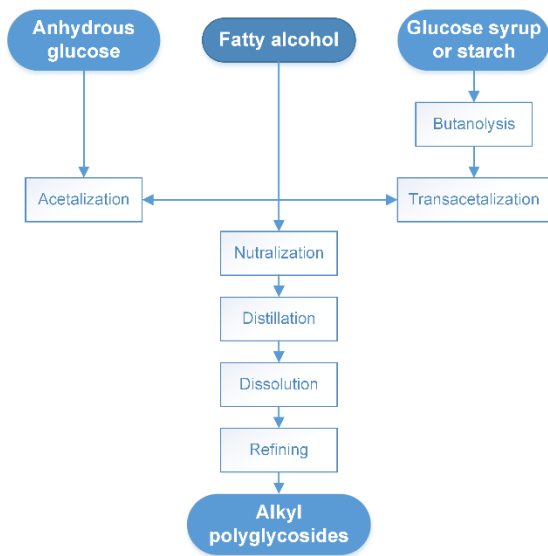 Anhydrous
glucose
Fatty alcohol
Glucose syrup
or starch
Butanolysis
Acetalization
Transacetalization
Nutralization
Distillation
Dissolution
Refining
Alkyl
polyglycosides